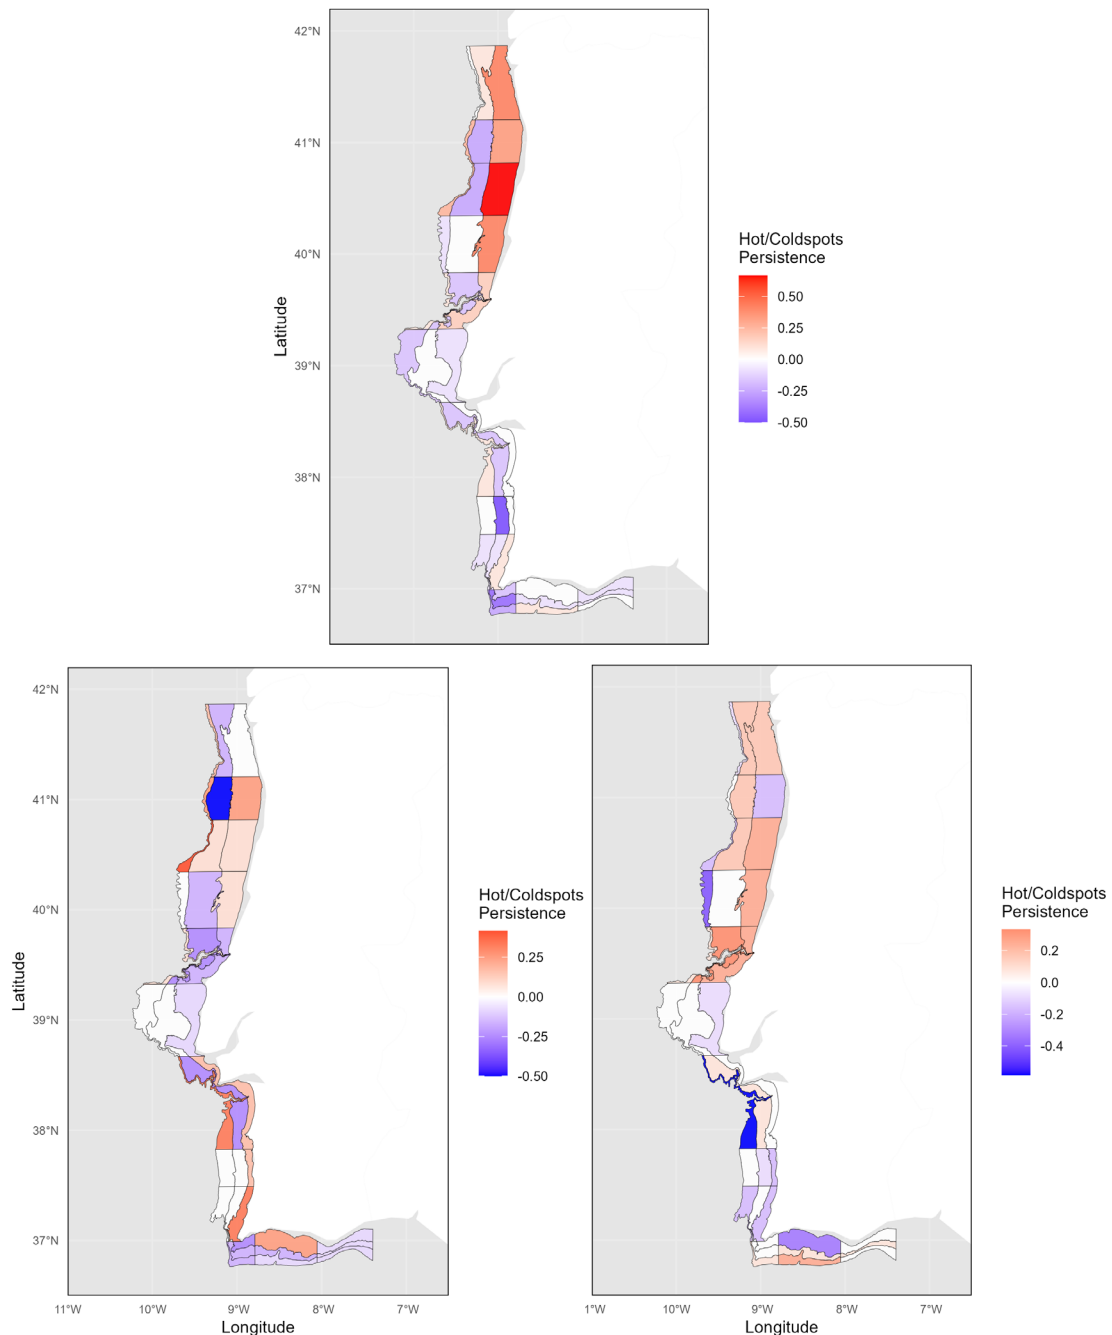 42°N
41°N
40°N
39°N
38°N
37°N
Latitude
Hot/Coldspots
Persistence
0.50
0.25
0.00
-0.25
-0.50
42°N
41°N
40°N
39°N
38°N
37°N
Latitude
11°W
10°W
9°W
8°W
7°W
Longitude
Hot/Coldspots
Persistence
0.25
0.00
-0.25
-0.50
1°W
10°W
9°W
8°W
7°W
Longitude
Hot/Coldspots
Persistence
0.2
0.0
-0.2
-0.4